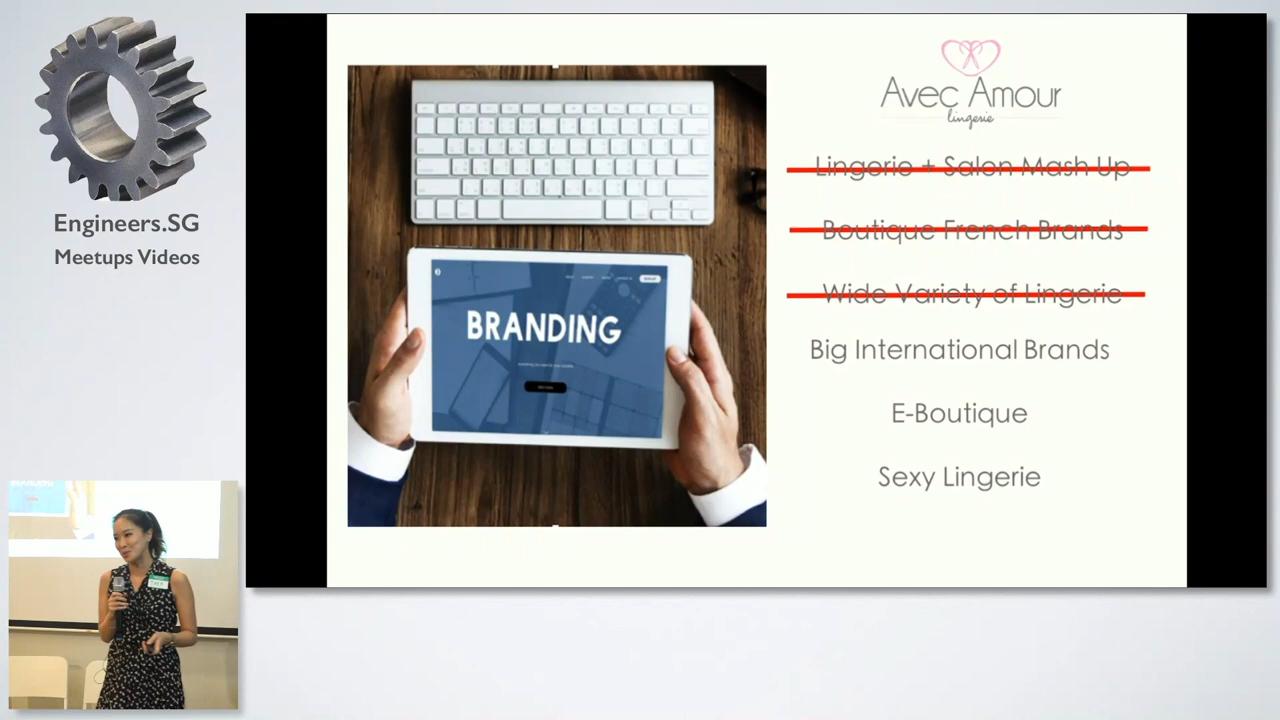 Engineers.SG
Meetups Videos
BRANDING
Avec Amour
lingerie
Lingerie + Salon Mash Up
Boutique French Brands
Wide Variety of Lingerie
Big International Brands
E-Boutique
Sexy Lingerie